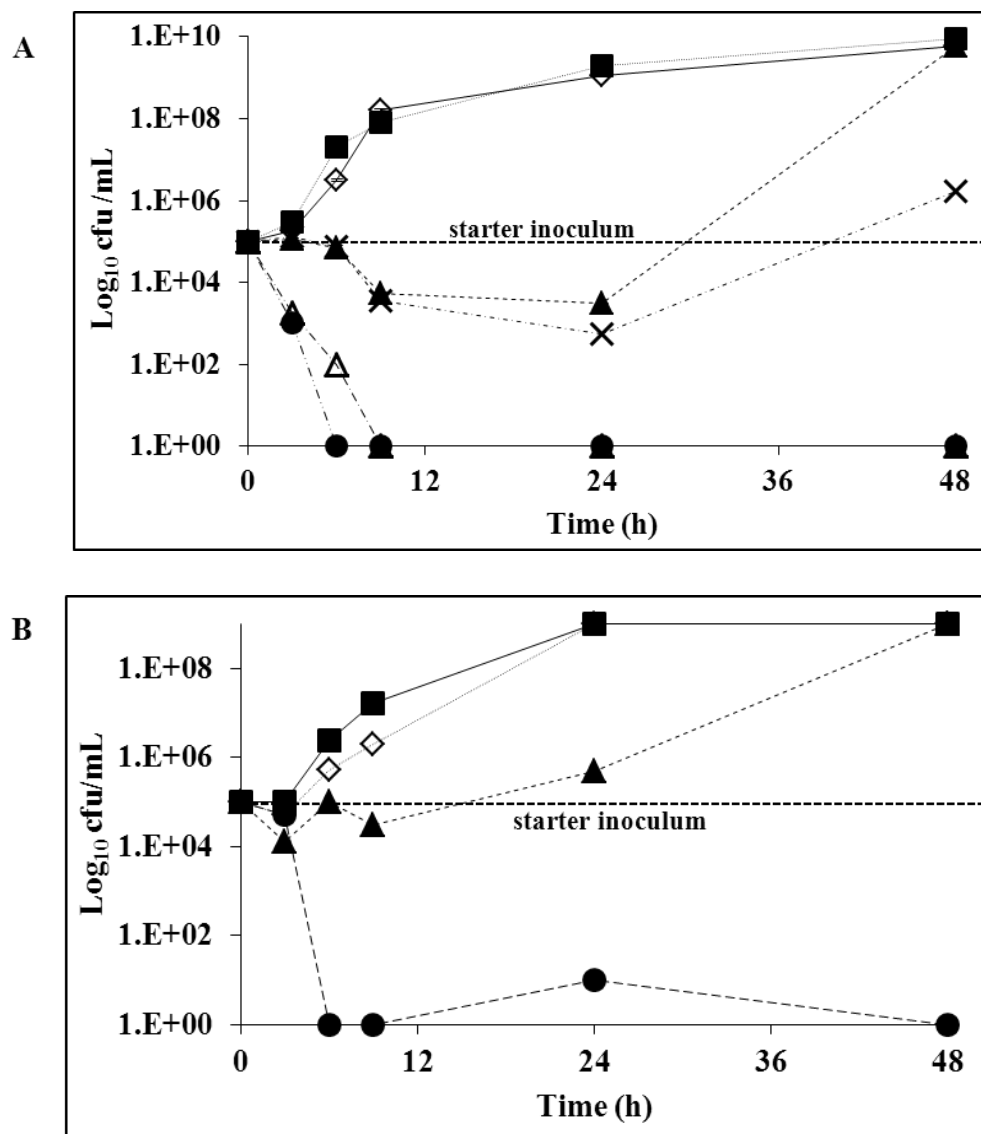 A
1.E+10
1.E+08
1.E+06
1.E+04
1.E+02
1.E+00
Log10 cfu /mL
starter inoculum
0 12 24 36 48
Time (h)
B
1.E+08
1.E+06
1.E+04
1.E+02
1.E+00
Log10 cfu/mL
starter inoculum
0 12 24 36 48
Time (h)